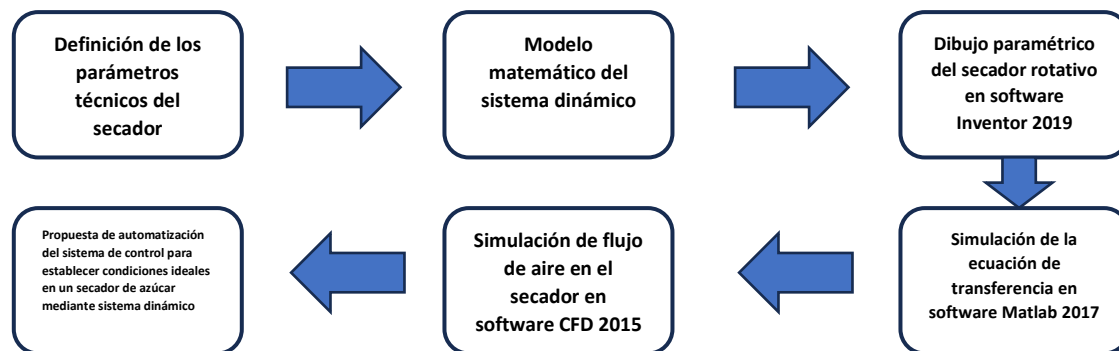 Definición de los
parámetros
técnicos del
secador
Modelo
matemático del
sistema dinámico
Dibujo paramétrico
del secador rotativo
en software
Inventor 2019
Simulación de la
ecuación de
transferencia en
software Matlab 2017
Simulación de flujo
de aire en el
secador en
software CFD 2015
Propuesta de automatización
del sistema de control para
establecer condiciones ideales
en un secador de azúcar
mediante sistema dinámico